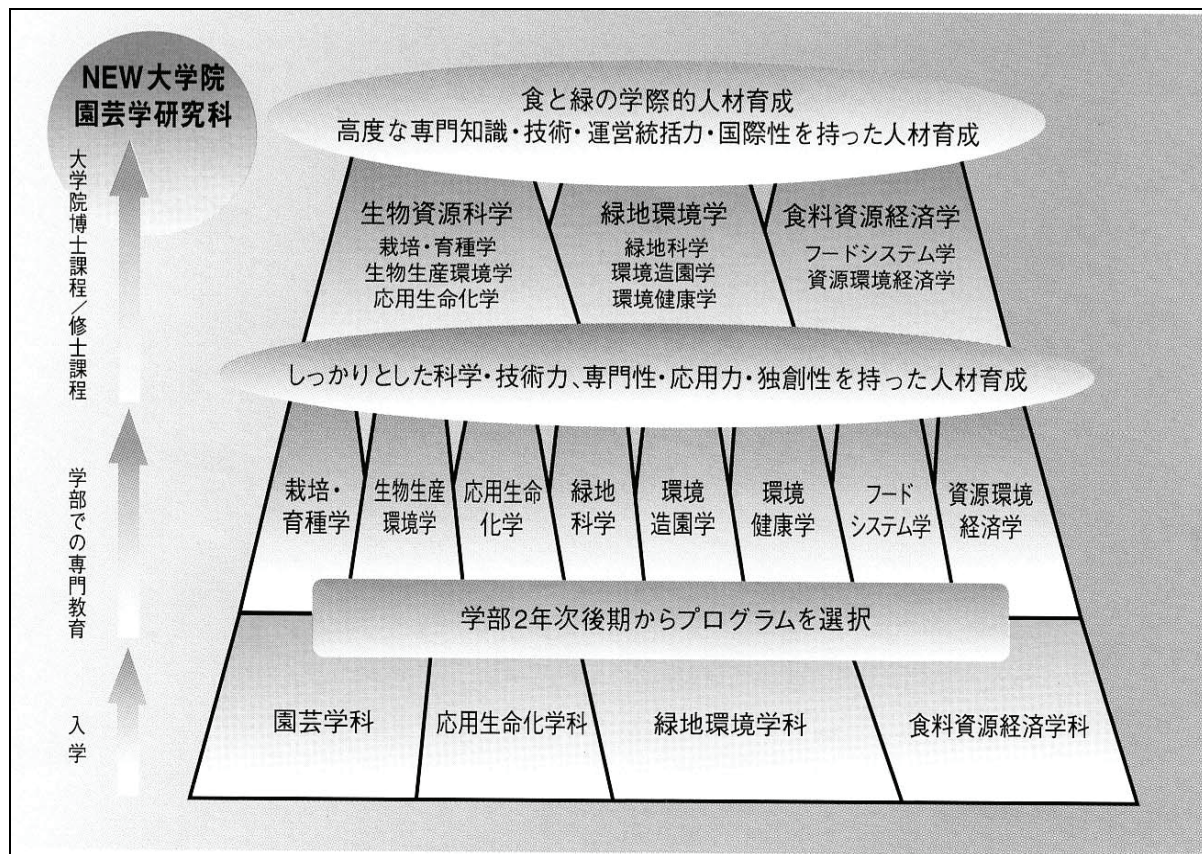 NEW大学院
園芸学研究科
食と緑の学際的人材育成
高度な専門知識・技術・運営統括力・国際性を持った人材育成
大学院博士課程／修士課程
生物資源科学
栽培・育種学
生物生産環境学
応用生命化学
緑地環境学
緑地科学
環境造園学
環境健康学
食料資源経済学
フードシステム学
資源環境経済学
しっかりとした科学・技術力、専門性・応用力・独創性を持った人材育成
学部での専門教育
栽培・
育種学
生物生産
環境学
応用生命
化学
緑地
科学
環境
造園学
環境
健康学
フード
システム学
資源環境
経済学
学部2年次後期からプログラムを選択
入学
園芸学科
応用生命化学科
緑地環境学科
食料資源経済学科